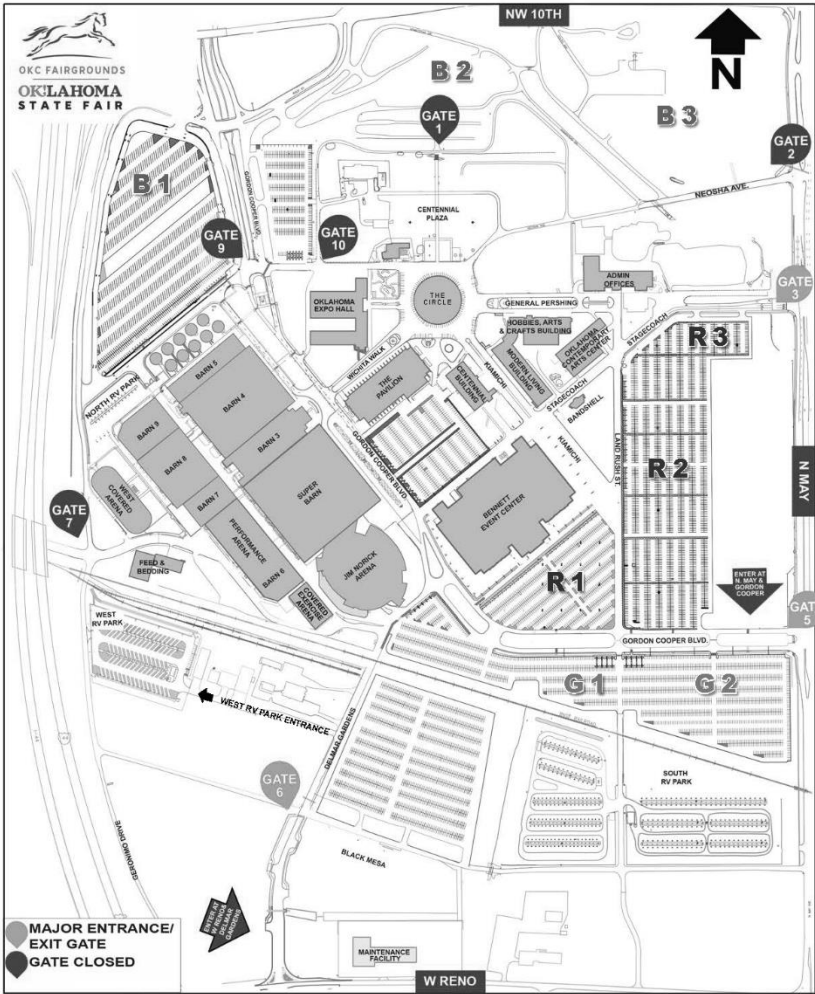 NW 10TH
OKC FAIRGROUNDS
OKLAHOMA
STATE FAIR
N
B 2
B 3
GATE
1
GATE
2
B 1
GORDON COOPER BLVD.
NEOSHA AVE.
CENTENNIAL
PLAZA
GATE
9
GATE
10
ADMIN
OFFICES
GATE
3
OKLAHOMA
EXPO HALL
THE
CIRCLE
GENERAL PERSHING
HOBBIES, ARTS
& CRAFTS BUILDING
STAGECOACH
R 3
OKLAHOMA
CONTEMPORARY
ARTS CENTER
MODERN LIVING
BUILDING
WICHITA WALK
KIAMICHI
BARN 5
THE
PAVILION
CENTENNIAL
BUILDING
STAGECOACH
BANDSHELL
NORTH RV PARK
BARN 4
BARN 9
BARN 3
GORDON COOPER BLVD
KIAMICHI
LAND RUSH ST.
R 2
BARN 8
SUPER
BARN
WEST
COVERED
ARENA
BARN 7
BENNETT
EVENT CENTER
N MAY
GATE
7
PERFORMANCE
ARENA
JIM NORICK
ARENA
FEED &
BEDDING
BARN 6
R 1
ENTER AT
N. MAY &
GORDON
COOPER
COVERED
EXERCISE
ARENA
GATE
5
WEST
RV PARK
GORDON COOPER BLVD.
G 1
G 2
WEST RV PARK ENTRANCE
DELMAR GARDENS
SOUTH
RV PARK
GATE
6
GERONIMO DRIVE
BLACK MESA
ENTER AT
W RENO &
DELMAR
GARDENS
MAJOR ENTRANCE/
EXIT GATE
GATE CLOSED
MAINTENANCE
FACILITY
W RENO